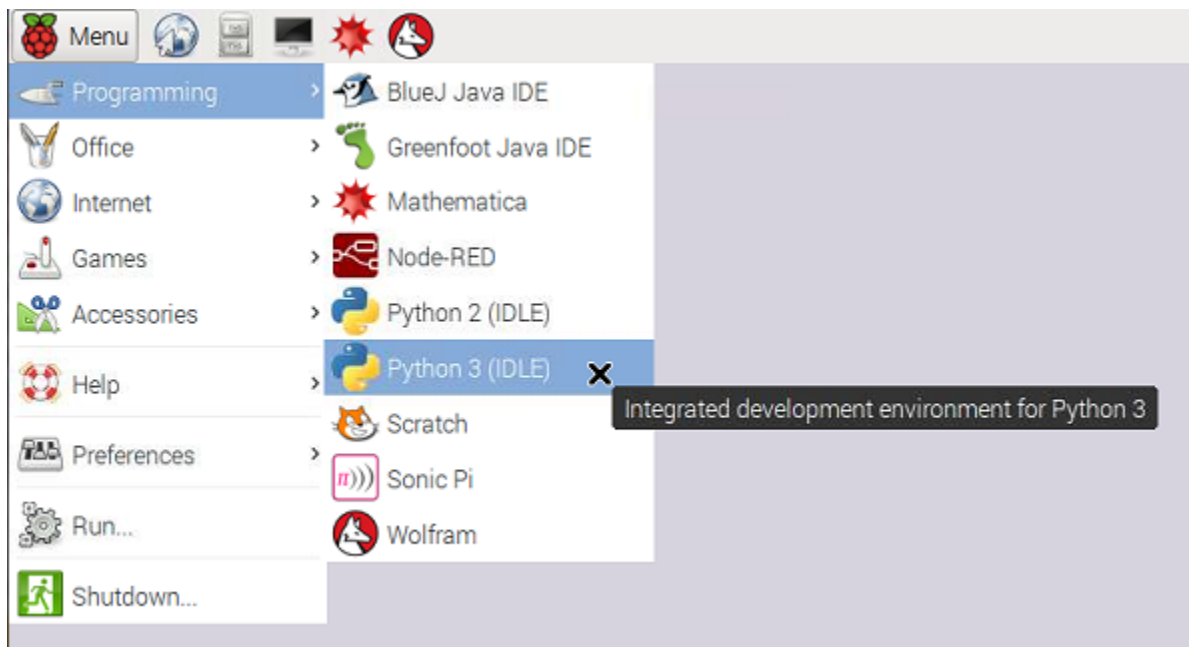 Menu
Programming
Office
Internet
Games
Accessories
Help
Preferences
Run...
Shutdown...
BlueJ Java IDE
Greenfoot Java IDE
Mathematica
Node-RED
Python 2 (IDLE)
Python 3 (IDLE)
Integrated development environment for Python 3
Scratch
π)))
Sonic Pi
Wolfram